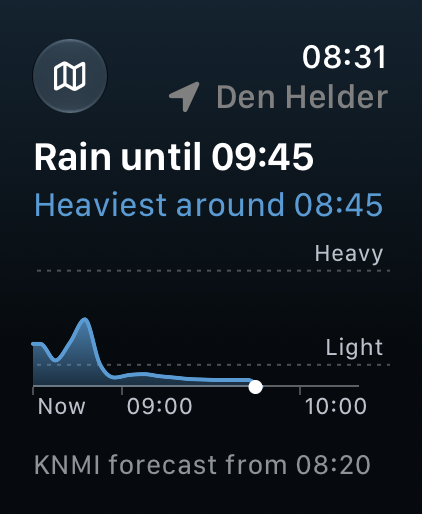 08:31
Den Helder
Rain until 09:45
Heaviest around 08:45
Heavy
Light
Now 09:00 10:00
KNMI forecast from 08:20